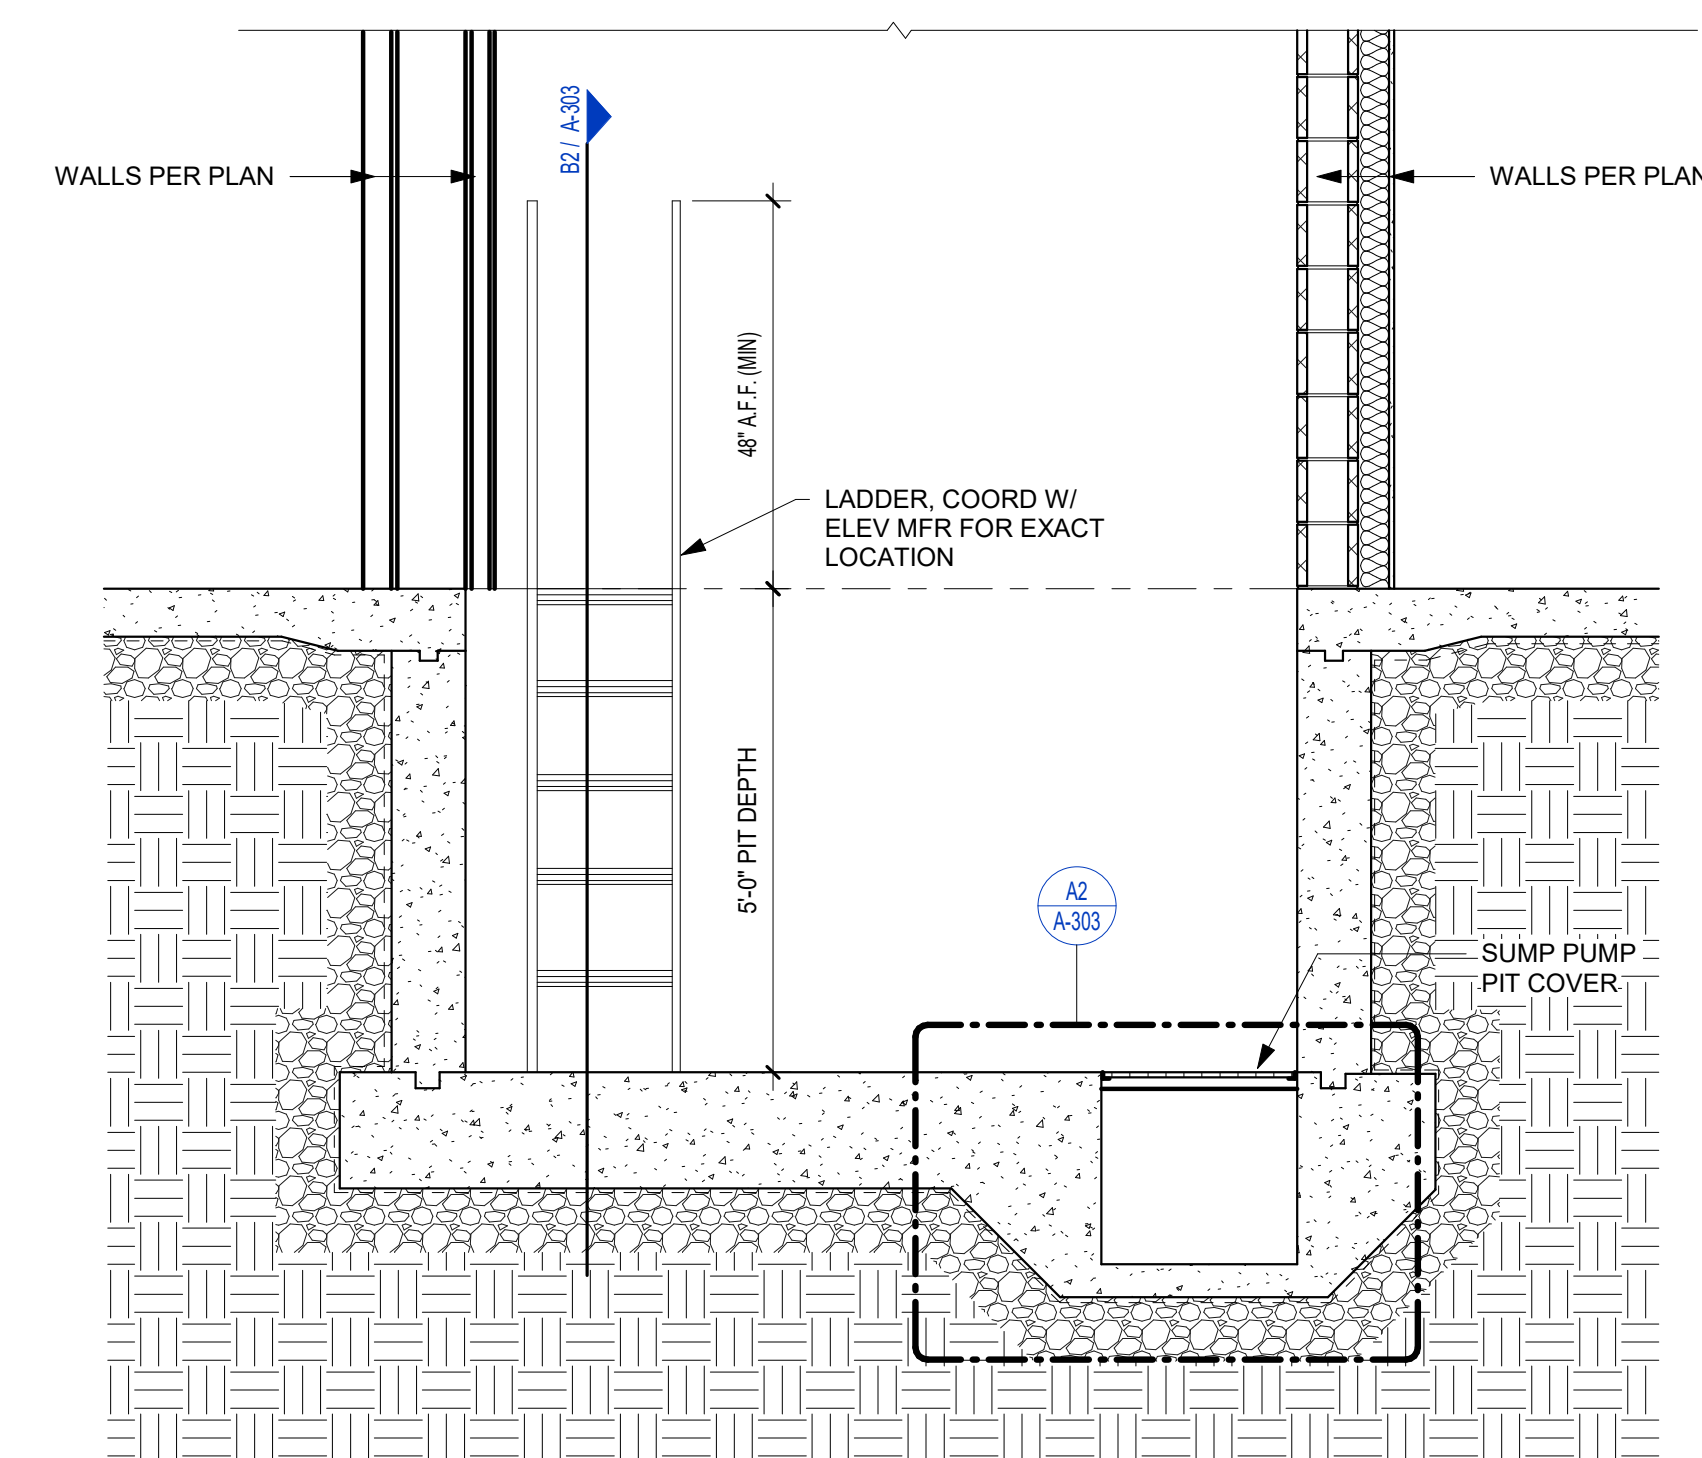 B2 / A-303
WALLS PER PLAN
WALLS PER PLAN
48" A.F.F. (MIN)
LADDER, COORD W/
ELEV MFR FOR EXACT
LOCATION
5'-0" PIT DEPTH
A2
A-303
SUMP PUMP
PIT COVER